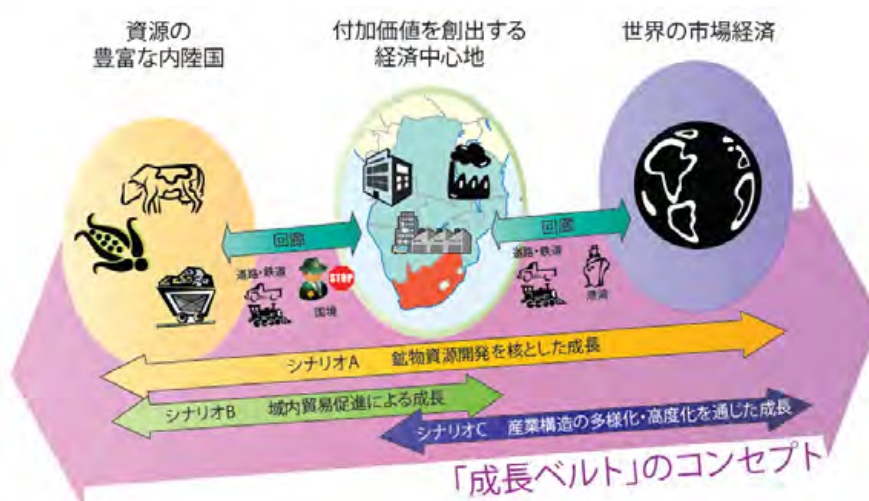 資源の
豊富な内陸国
付加価値を創出する
経済中心地
世界の市場経済
回廊
回廊
道路・鉄道
STOP
国境
道路・鉄道
港湾
シナリオA　鉱物資源開発を核とした成長
シナリオB　域内貿易促進による成長
シナリオC　産業構造の多様化・高度化を通じた成長
「成長ベルト」のコンセプト